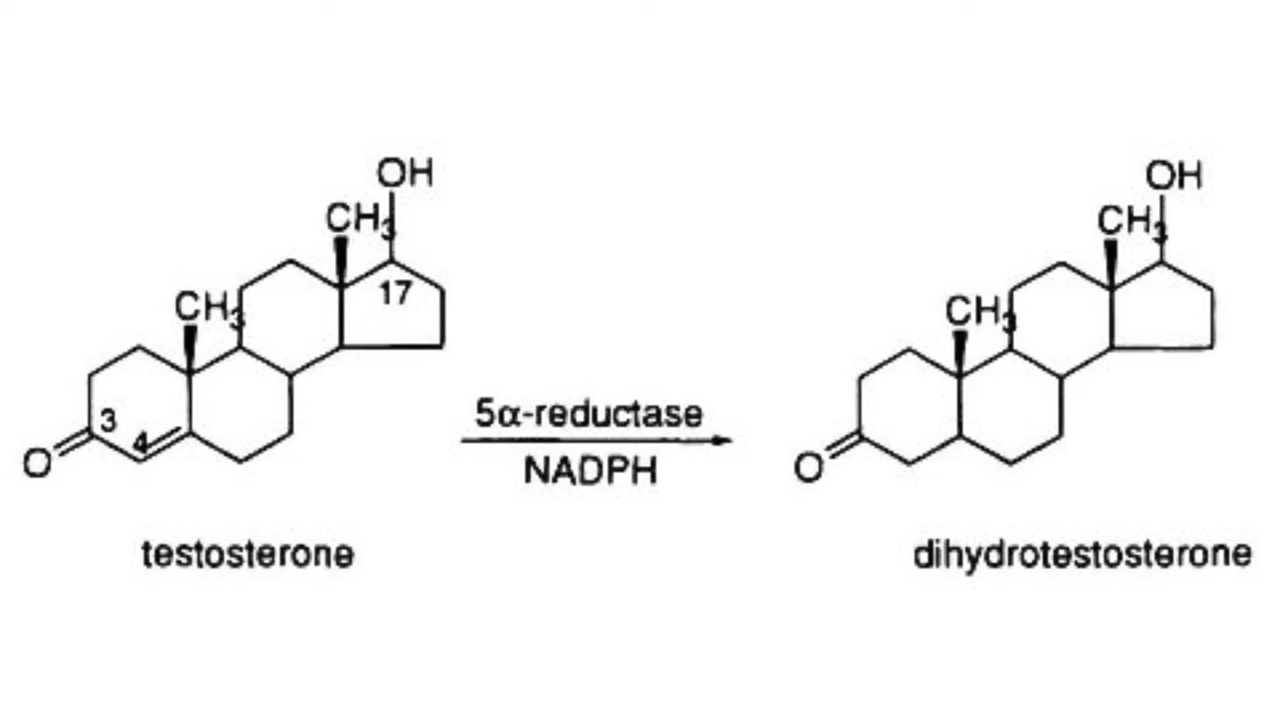 OH
CH3
17
CH3
3
4
O
testosterone
5α-reductase
NADPH
OH
CH3
CH3
O
dihydrotestosterone